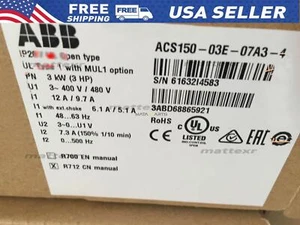 FAST / FREE
USA SELLER
ABB
ACS150-03E-07A3-4
Open type
UL Type 1 with MUL1 option
PN 3 kW (3 HP)
S/N 6163214583
U1 3~ 400 V / 480 V
I1 12 A / 9.7 A
I1 with ext.choke 6.1 A / 5.1 A
3ABD68865921
f1 48...63 Hz
U2 3~0...U1 V
I2 7.3 A (150% 1/10 min)
f2 0...500 Hz
mattexr
R700 EN manual
R712 CN manual